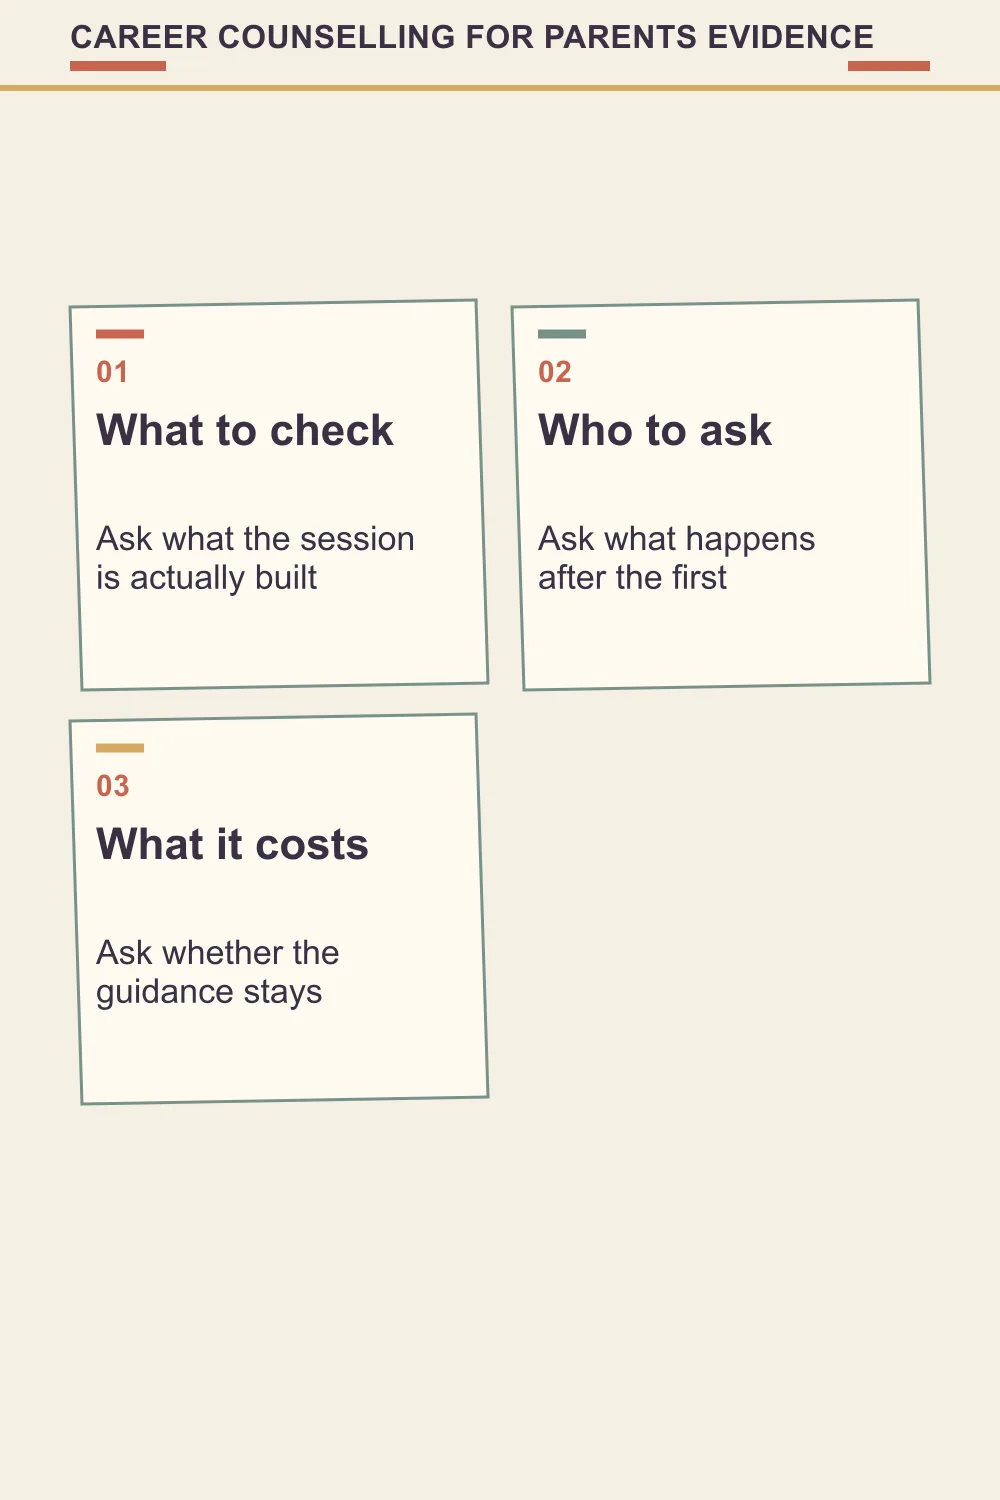 CAREER COUNSELLING FOR PARENTS EVIDENCE
01
What to check
Ask what the session
is actually built
02
Who to ask
Ask what happens
after the first
03
What it costs
Ask whether the
guidance stays